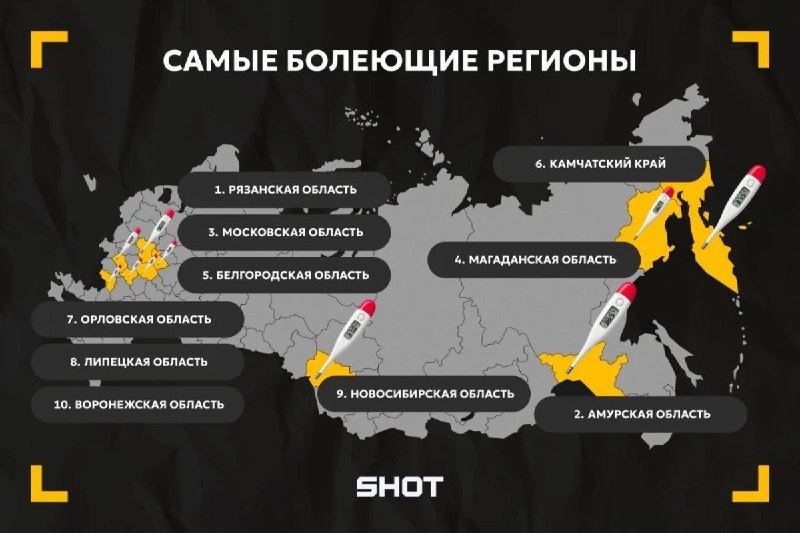 САМЫЕ БОЛЕЮЩИЕ РЕГИОНЫ
6. КАМЧАТСКИЙ КРАЙ
1. РЯЗАНСКАЯ ОБЛАСТЬ
3. МОСКОВСКАЯ ОБЛАСТЬ
4. МАГАДАНСКАЯ ОБЛАСТЬ
5. БЕЛГОРОДСКАЯ ОБЛАСТЬ
7. ОРЛОВСКАЯ ОБЛАСТЬ
8. ЛИПЕЦКАЯ ОБЛАСТЬ
9. НОВОСИБИРСКАЯ ОБЛАСТЬ
10. ВОРОНЕЖСКАЯ ОБЛАСТЬ
2. АМУРСКАЯ ОБЛАСТЬ
SHOT